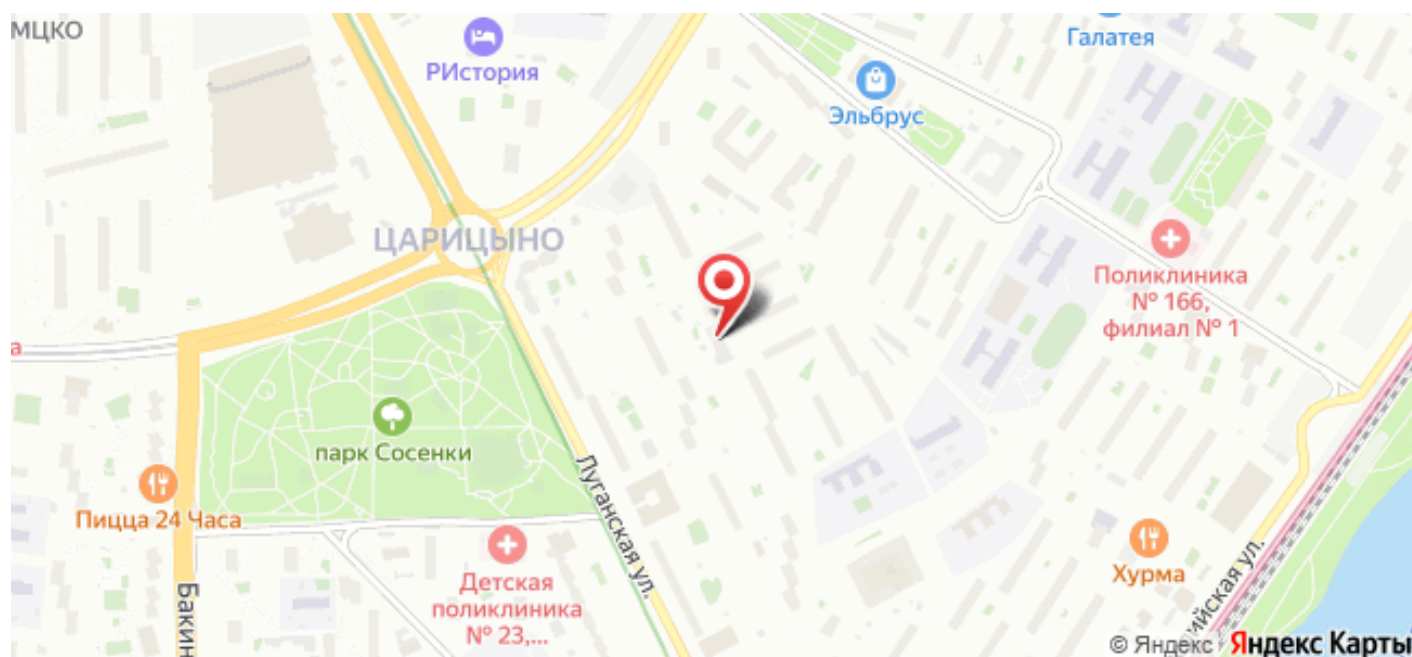 МЦКО
РИстория
Галатея
Эльбрус
ЦАРИЦЫНО
Поликлиника
№ 166,
филиал № 1
а
парк Сосенки
Пицца 24 Часа
Луганская ул.
Детская
поликлиника
№ 23,...
Бакин
Хурма
ийская ул.
© Яндекс Яндекс Карты